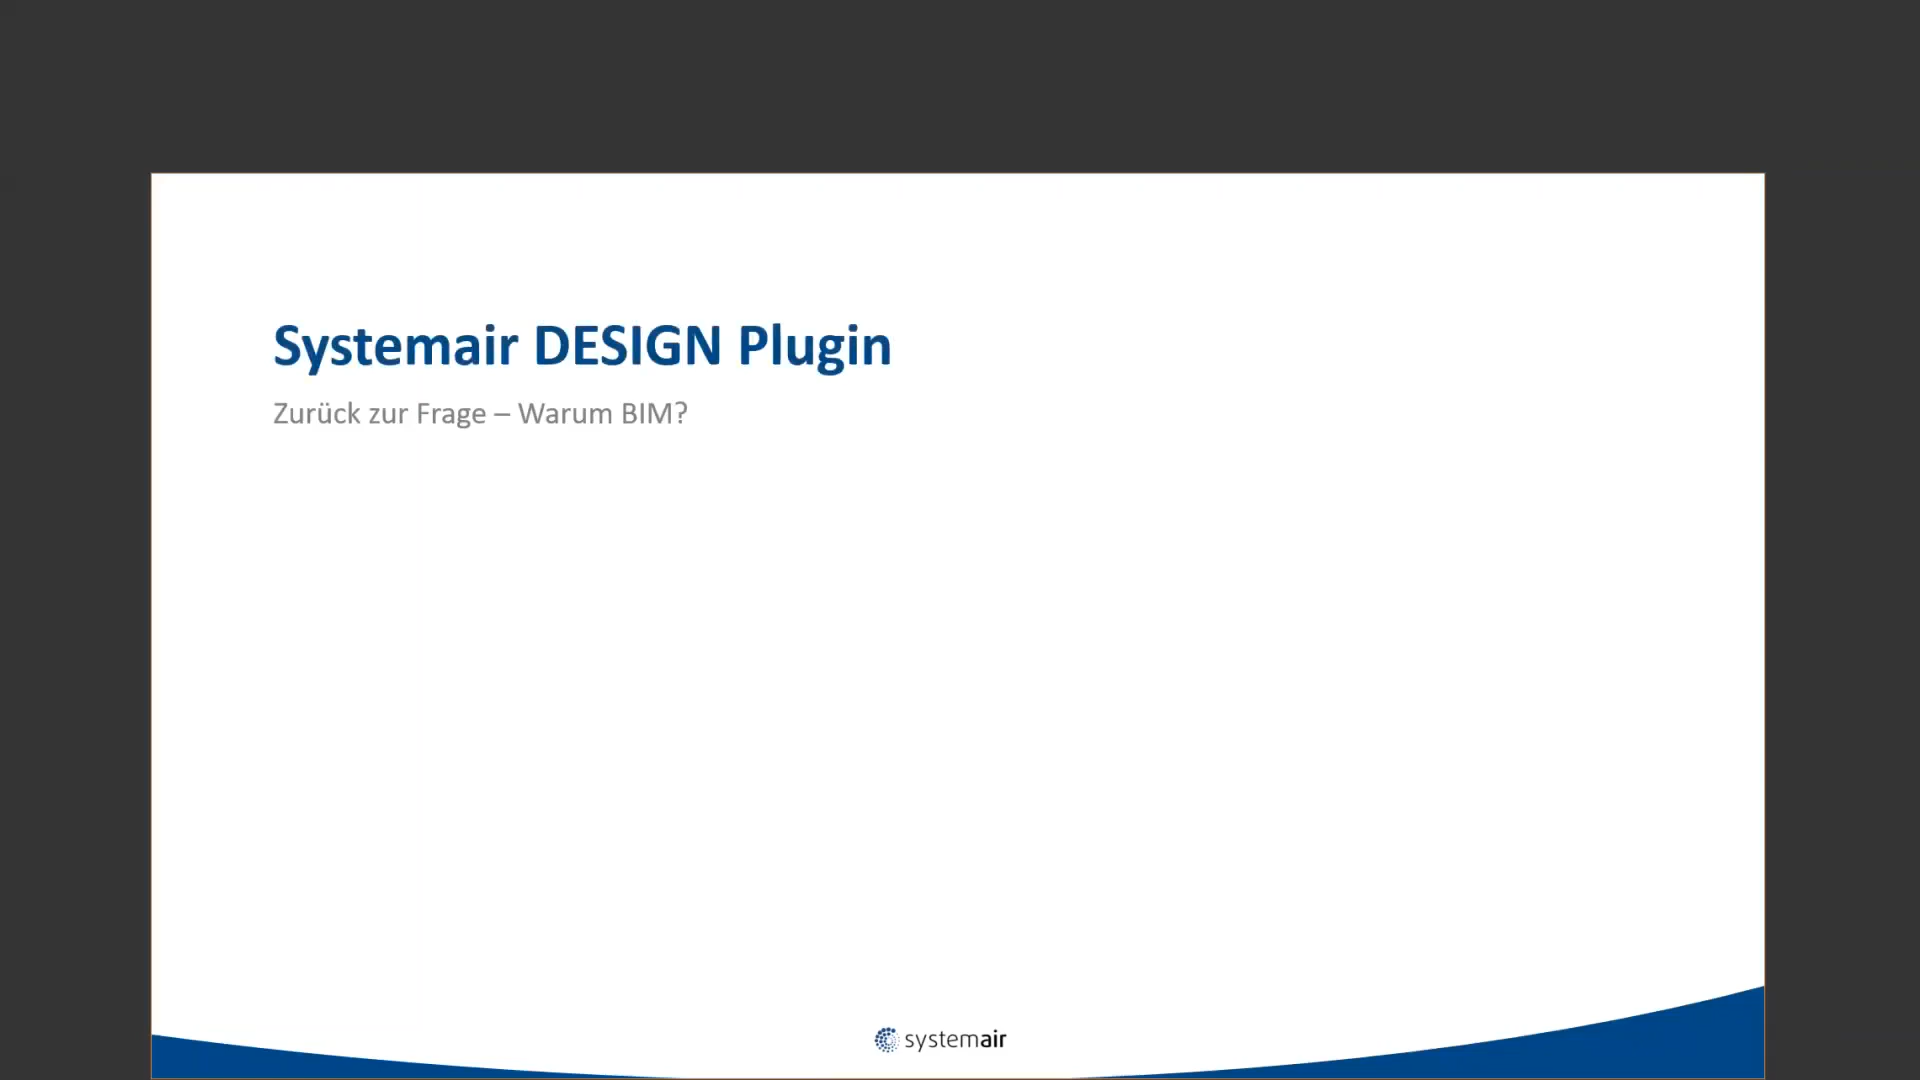 Systemair DESIGN Plugin
Zurück zur Frage – Warum BIM?
systemair